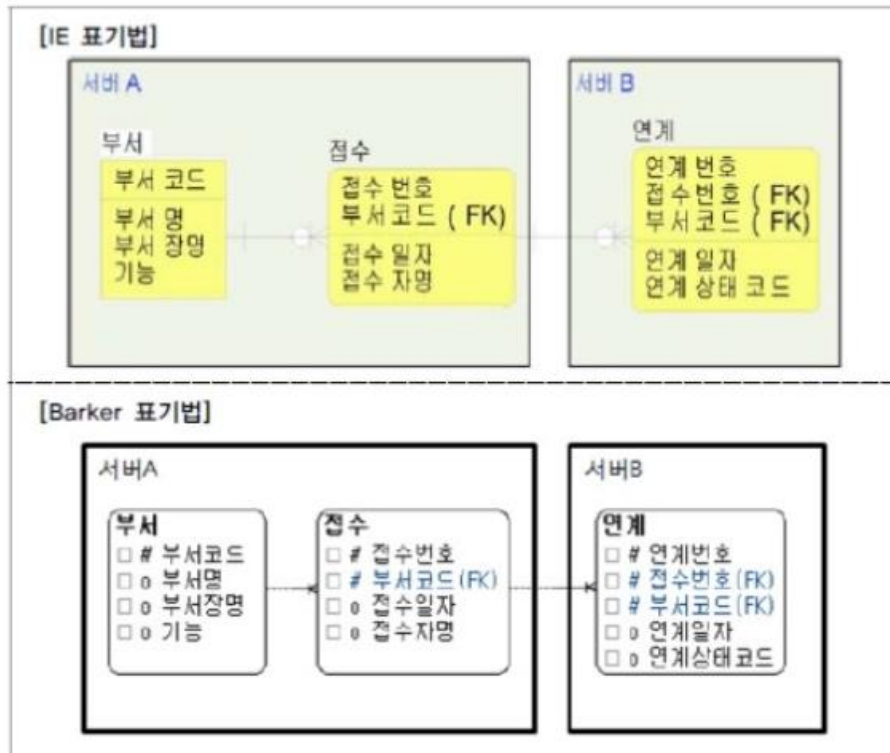 [IE 표기법]
서버 A
부서
부서 코드
부서 명
부서 장명
기능
접수
접수 번호
부서코드 ( FK)
접수 일자
접수 자명
서버 B
연계
연계 번호
접수번호 ( FK)
부서코드 ( FK)
연계 일자
연계 상태 코드
[Barker 표기법]
서버A
부서
# 부서코드
o 부서명
o 부서장명
o 기능
접수
# 접수번호
# 부서코드(FK)
o 접수일자
o 접수자명
서버B
연계
# 연계번호
# 접수번호(FK)
# 부서코드(FK)
o 연계일자
o 연계상태코드